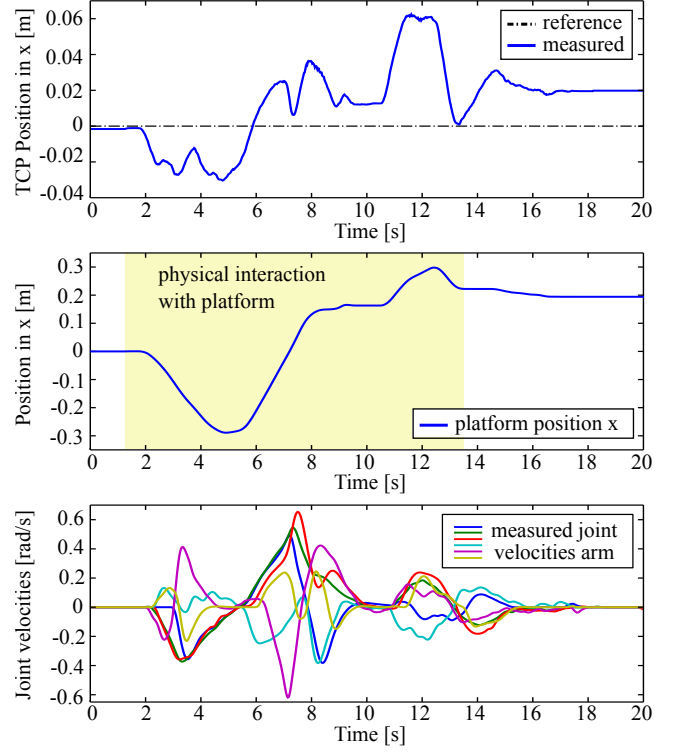 TCP Position in x [m]
0.06
0.04
0.02
0
-0.02
-0.04
reference
measured
0 2 4 6 8 10 12 14 16 18 20
Time [s]
Position in x [m]
0.3
0.2
0.1
0
-0.1
-0.2
-0.3
physical interaction
with platform
platform position x
0 2 4 6 8 10 12 14 16 18 20
Time [s]
Joint velocities [rad/s]
0.6
0.4
0.2
0
-0.2
-0.4
-0.6
measured joint
velocities arm
0 2 4 6 8 10 12 14 16 18 20
Time [s]